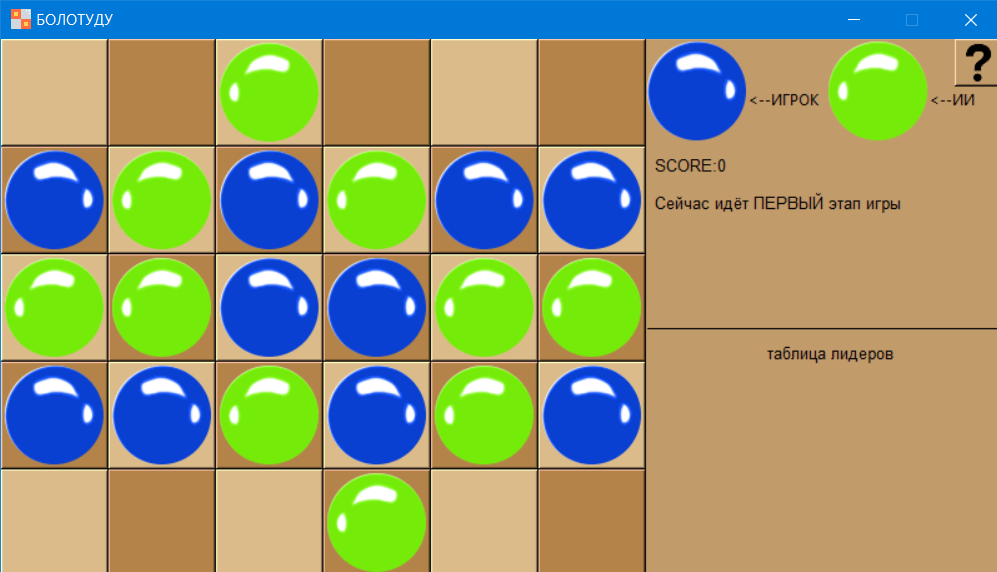 БОЛОТУДУ
?
<--ИГРОК
<--ИИ
SCORE:0
Сейчас идёт ПЕРВЫЙ этап игры
таблица лидеров